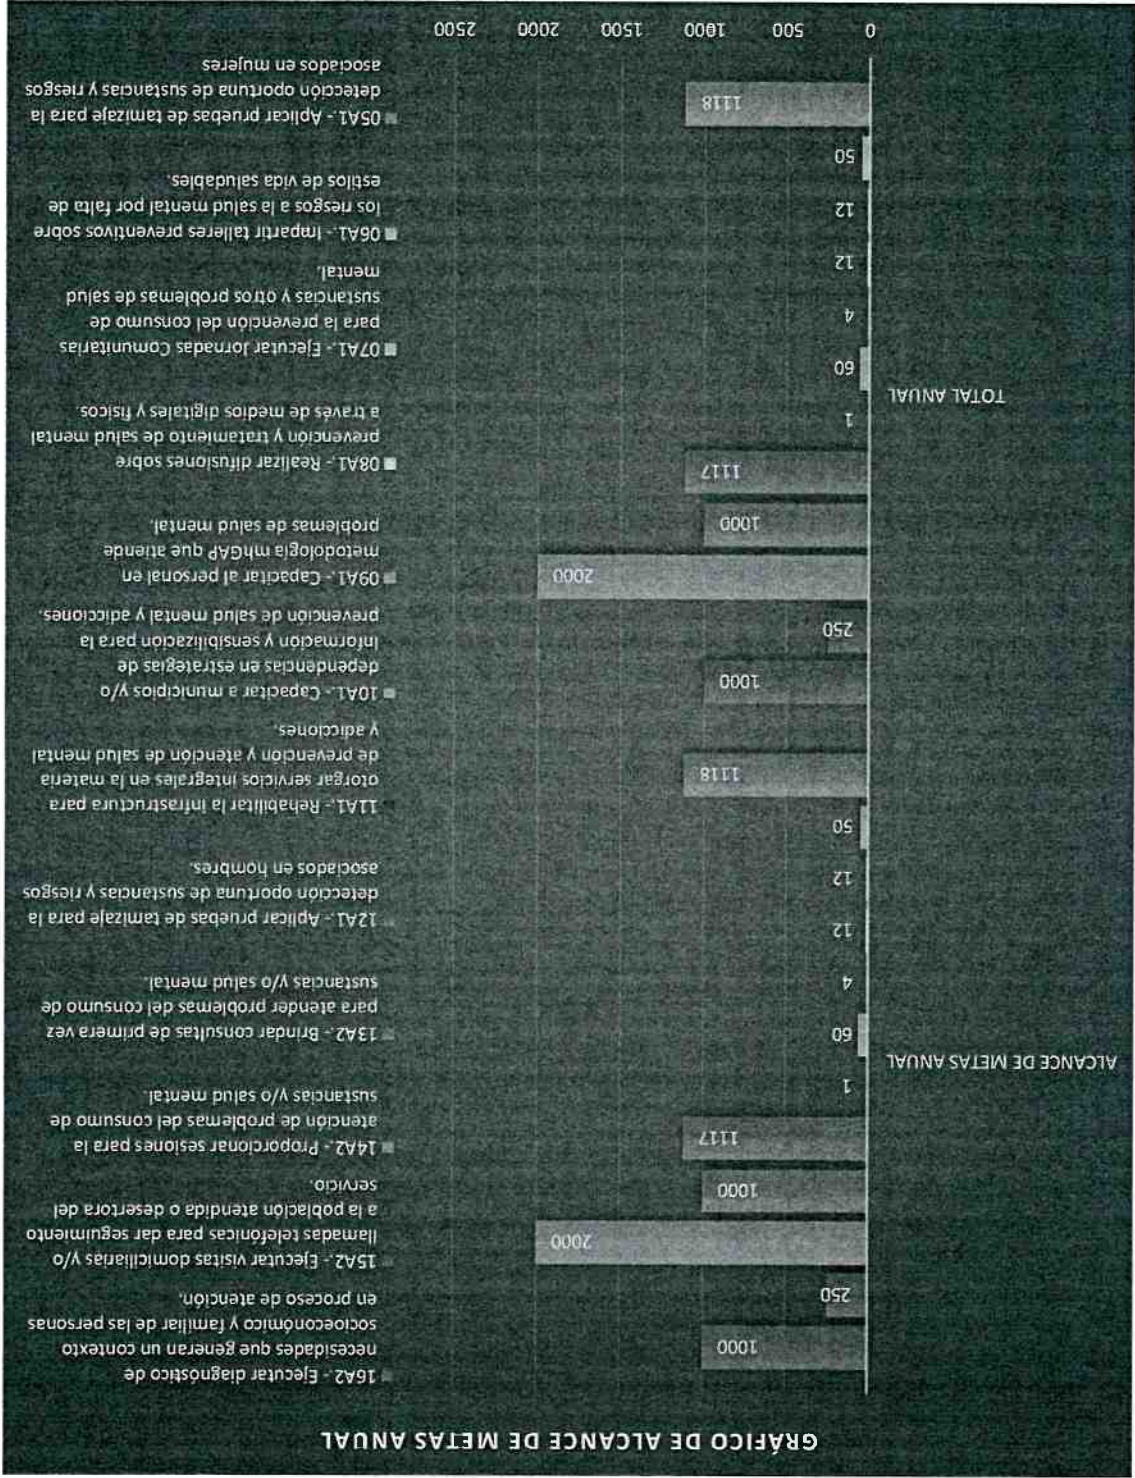 GRÁFICO DE ALCANCE DE METAS ANUAL
ALCANCE DE METAS ANUAL
1000
250
2000
1000
1117
1
60
4
12
12
50
1118
TOTAL ANUAL
1000
250
2000
1000
1117
1
60
4
12
12
50
1118
0 500 1000 1500 2000 2500
16A2 - Ejecutar diagnóstico de
necesidades que generan un contexto
socioeconómico y familiar de las personas
en proceso de atención.
15A2.- Ejecutar visitas domiciliarias y/o
llamadas telefónicas para dar seguimiento
a la población atendida o desertora del
servicio.
14A2.- Proporcionar sesiones para la
atención de problemas del consumo de
sustancias y/o salud mental.
13A2.- Brindar consultas de primera vez
para atender problemas del consumo de
sustancias y/o salud mental.
12A1.- Aplicar pruebas de tamizaje para la
detección oportuna de sustancias y riesgos
asociados en hombres.
11A1.- Rehabilitar la infraestructura para
otorgar servicios integrales en la materia
de prevención y atención de salud mental
y adicciones.
10A1.- Capacitar a municipios y/o
dependencias en estrategias de
información y sensibilización para la
prevención de salud mental y adicciones.
09A1.- Capacitar al personal en
metodología mhGAP que atiende
problemas de salud mental.
08A1.- Realizar difusiones sobre
prevención y tratamiento de salud mental
a través de medios digitales y físicos.
07A1.- Ejecutar Jornadas Comunitarias
para la prevención del consumo de
sustancias y otros problemas de salud
mental.
06A1.- Impartir talleres preventivos sobre
los riesgos a la salud mental por falta de
estilos de vida saludables.
05A1.- Aplicar pruebas de tamizaje para la
detección oportuna de sustancias y riesgos
asociados en mujeres